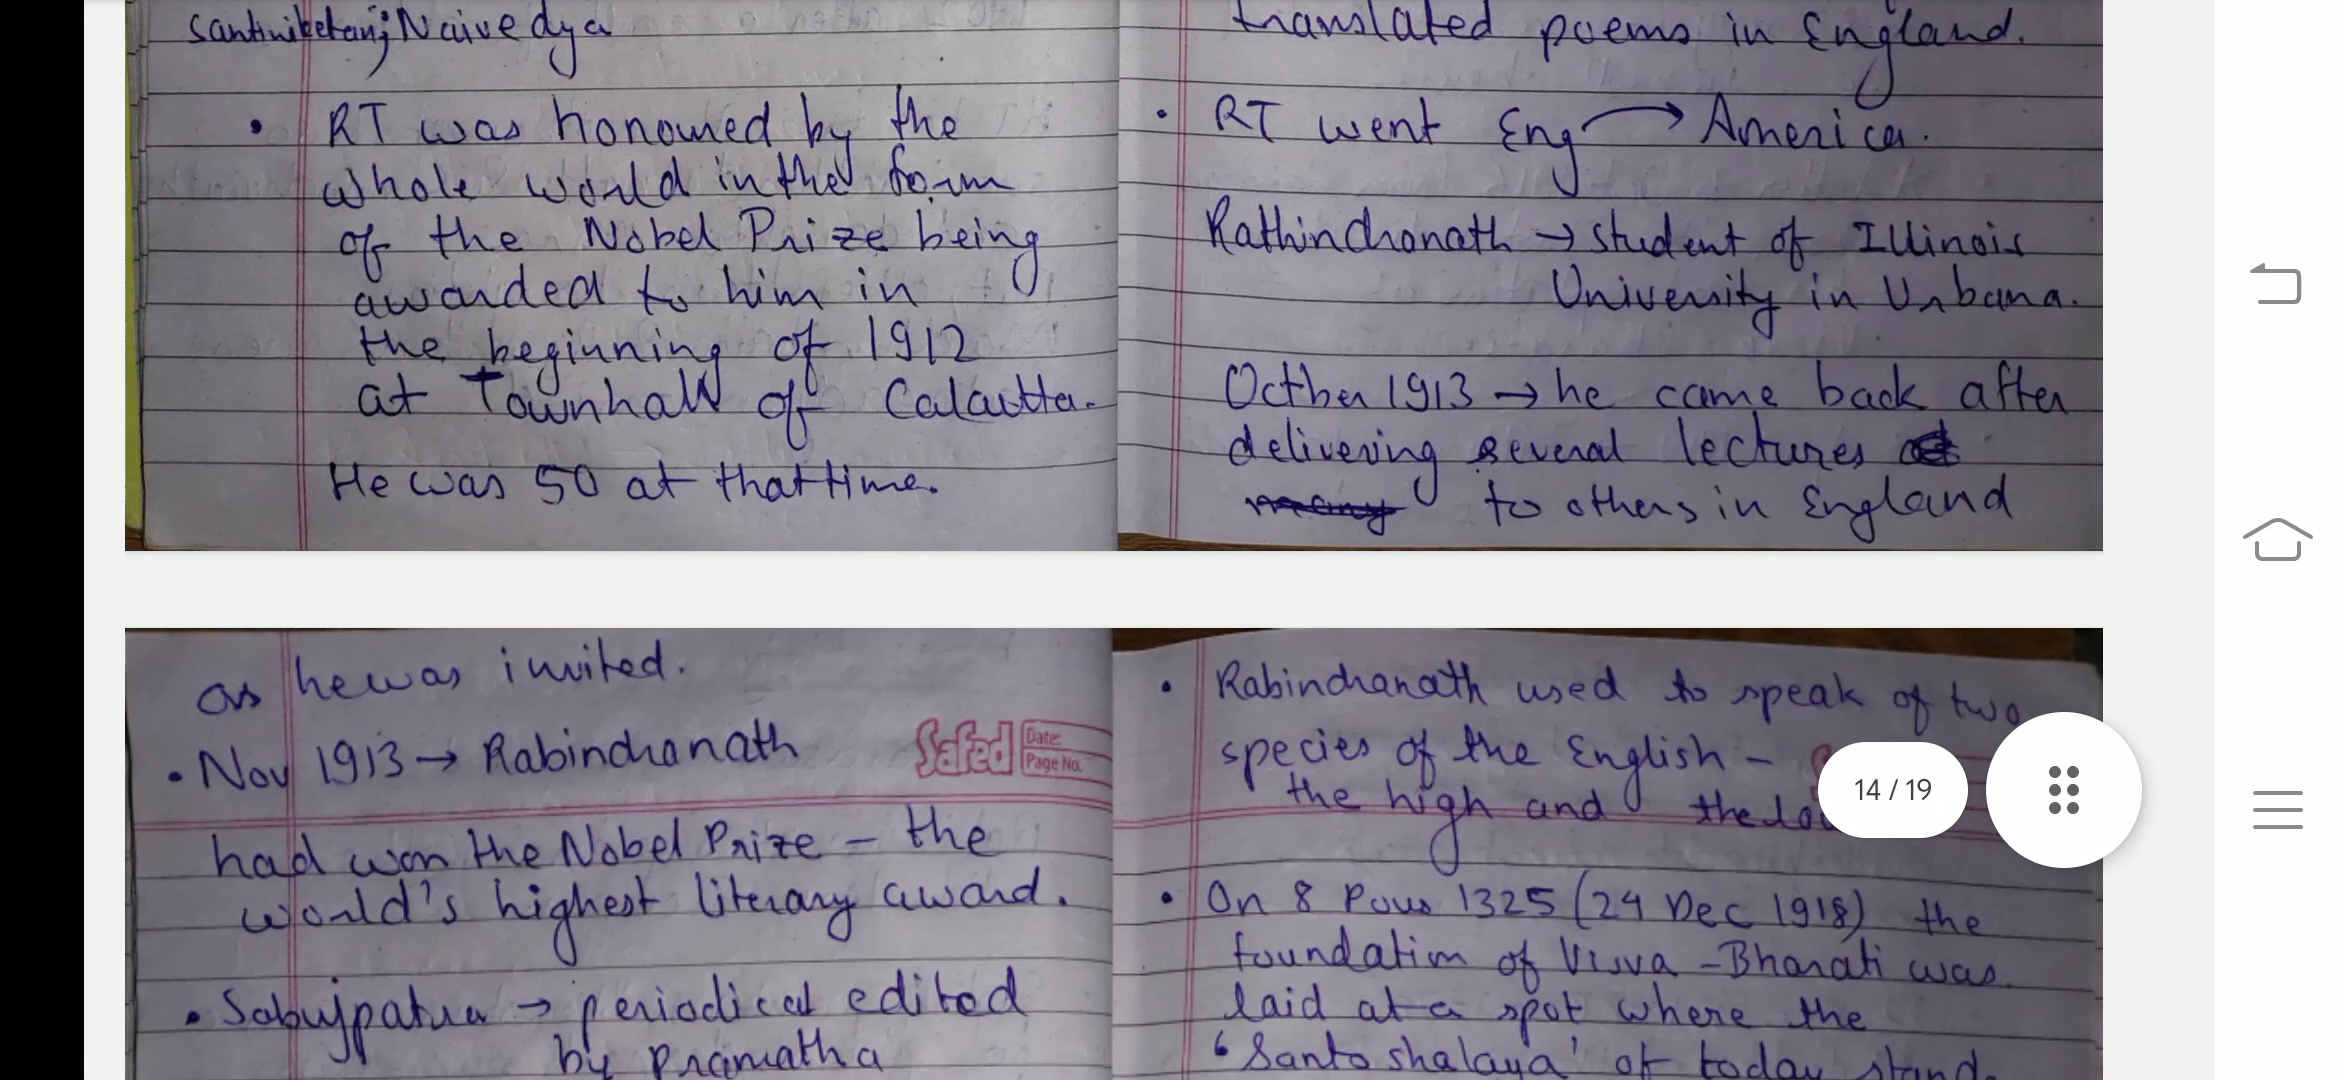 santiniketan; Naivedya
• RT was honoured by the
whole world in the form
of the Nobel Prize being
awarded to him in
the beginning of 1912
at Townhall of Calcutta.
He was 50 at that time.
translated poems in England.
• RT went Eng → America.
Rathindranath → student of Illinois
University in Urbana.
Octber 1913 → he came back after
delivering several lectures
to others in England
as he was invited.
• Nov 1913 → Rabindranath
Safed Date:
Page No.
had won the Nobel Prize – the
world's highest literary award.
• Sabujpatra → periodical edited
by Pramatha
• Rabindranath used to speak of two
species of the English –
the high and the
• On 8 Pous 1325 (24 Dec 1918) the
foundation of Visva-Bharati was
laid at a spot where the
'Santoshalaya' of today stands
14 / 19